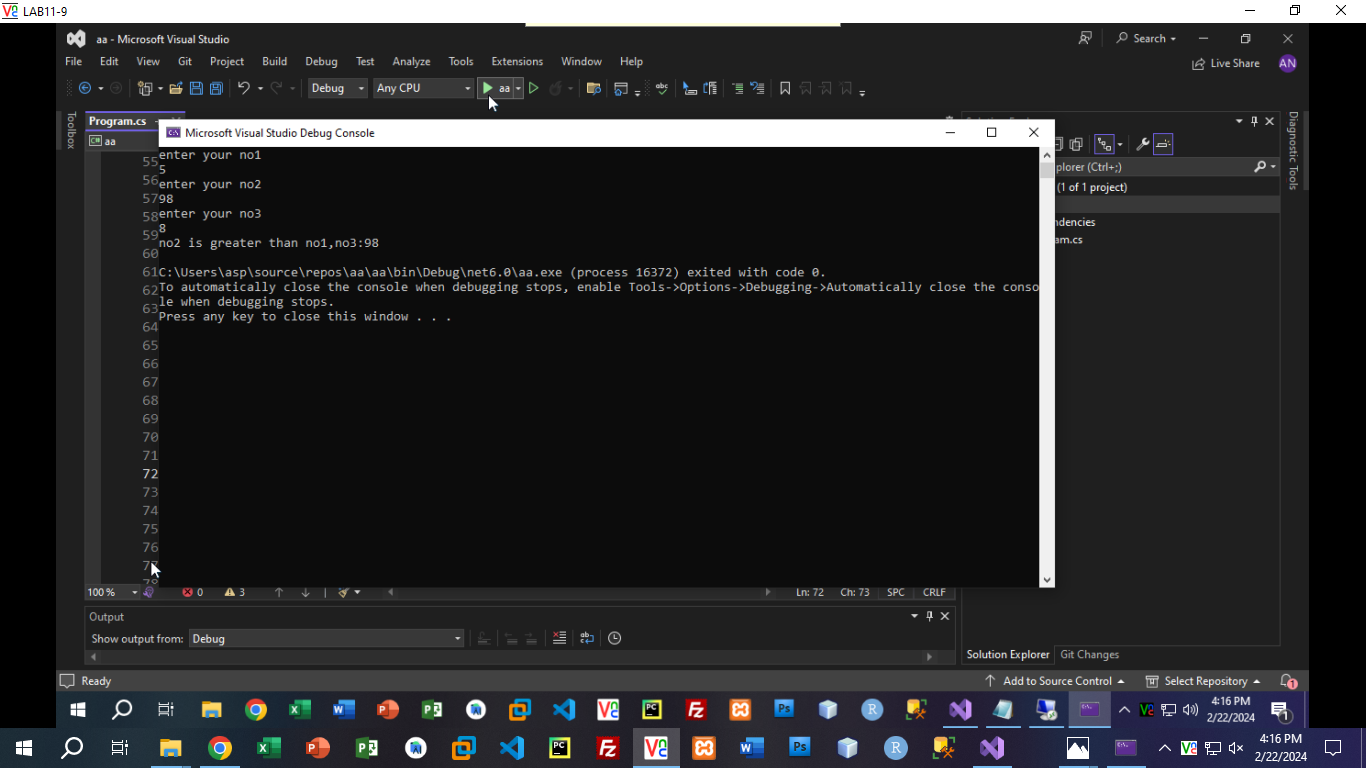 LAB11-9
aa - Microsoft Visual Studio
Search
File Edit View Git Project Build Debug Test Analyze Tools Extensions Window Help
Live Share
AN
Debug Any CPU aa
Toolbox
Program.cs
aa
Microsoft Visual Studio Debug Console
enter your no1
5
enter your no2
98
enter your no3
8
no2 is greater than no1,no3:98
C:\Users\asp\source\repos\aa\aa\bin\Debug\net6.0\aa.exe (process 16372) exited with code 0.
To automatically close the console when debugging stops, enable Tools->Options->Debugging->Automatically close the conso
le when debugging stops.
Press any key to close this window . . .
55
56
57
58
59
60
61
62
63
64
65
66
67
68
69
70
71
72
73
74
75
76
77
78
plorer (Ctrl+;)
(1 of 1 project)
ndencies
am.cs
Diagnostic Tools
100 % 0 3 Ln: 72 Ch: 73 SPC CRLF
Output
Show output from: Debug
Solution Explorer Git Changes
Ready Add to Source Control Select Repository 1
4:16 PM
2/22/2024
1
4:16 PM
2/22/2024